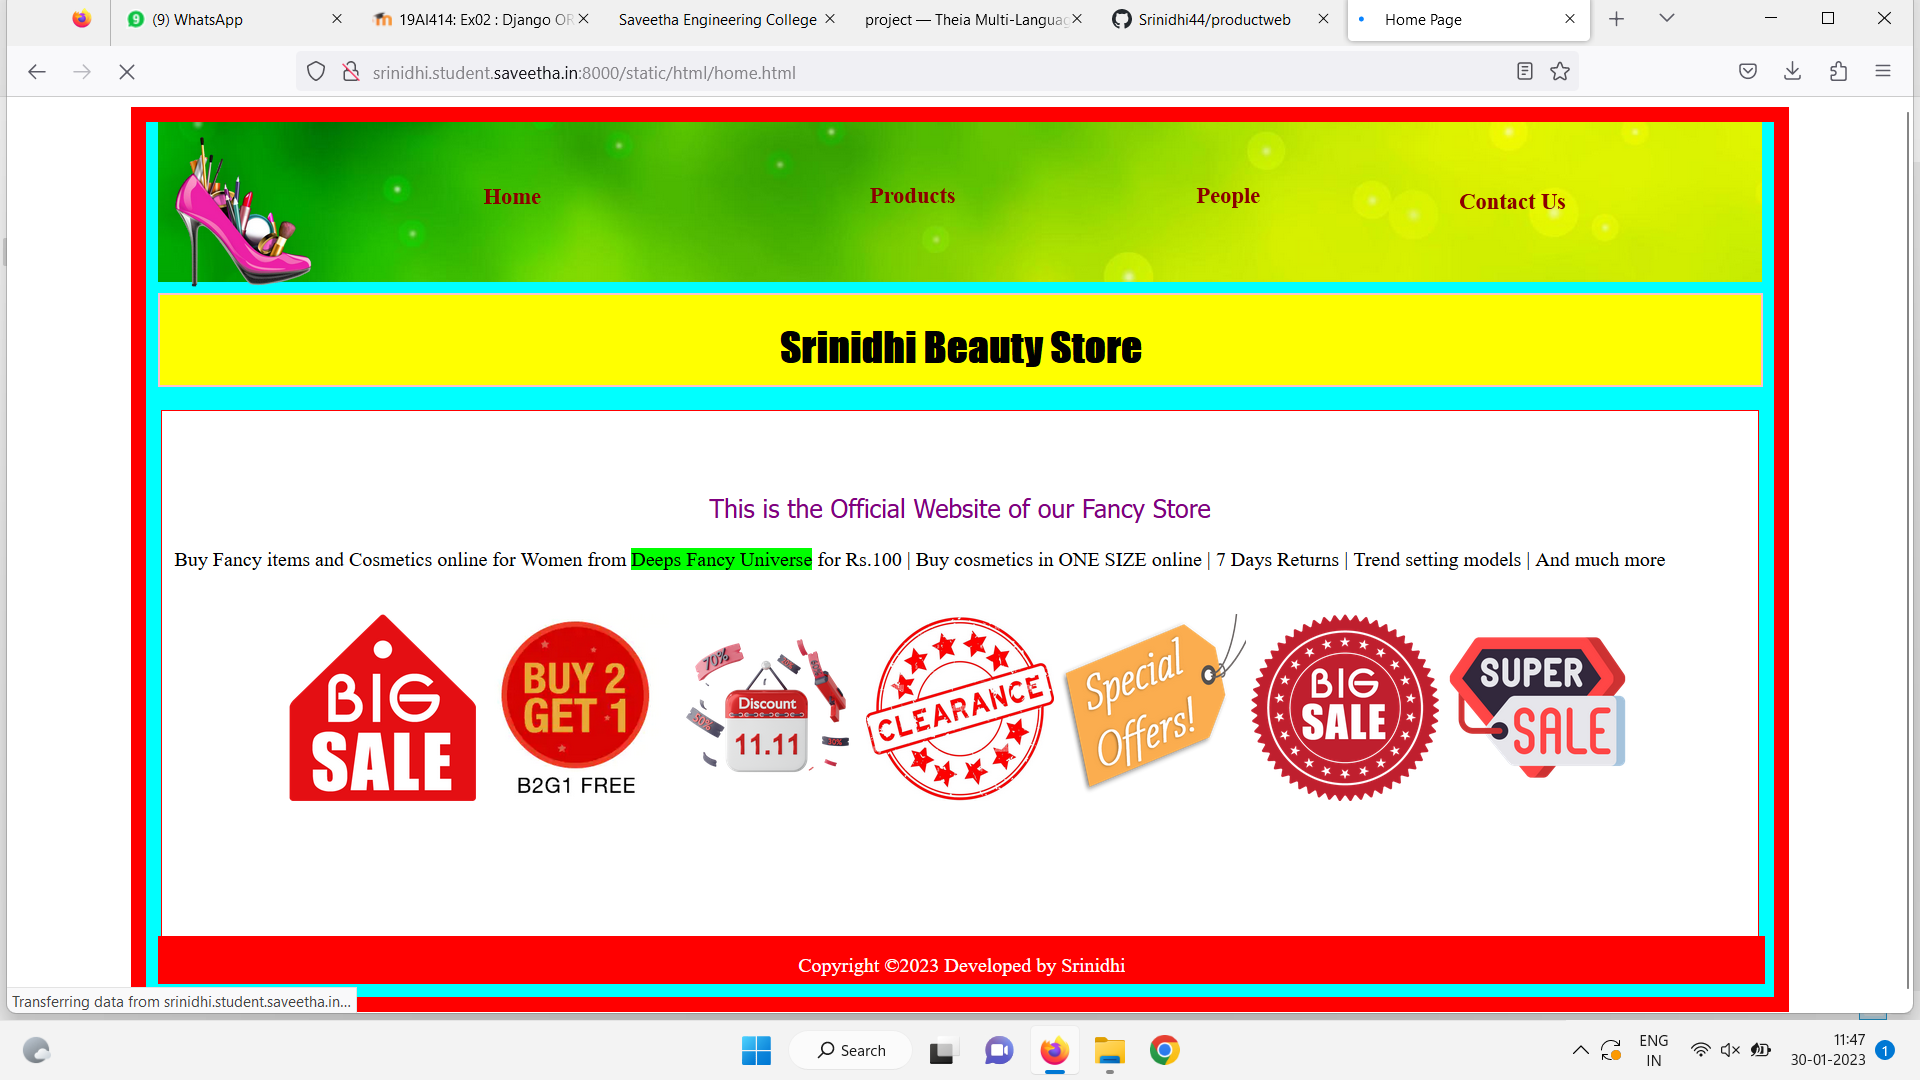 (9) WhatsApp
19AI414: Ex02 : Django OR
Saveetha Engineering College
project — Theia Multi-Languag
Srinidhi44/productweb
Home Page
srinidhi.student.saveetha.in:8000/static/html/home.html
Home
Products
People
Contact Us
Srinidhi Beauty Store
This is the Official Website of our Fancy Store
Buy Fancy items and Cosmetics online for Women from Deeps Fancy Universe for Rs.100 | Buy cosmetics in ONE SIZE online | 7 Days Returns | Trend setting models | And much more
BIG
SALE
BUY 2
GET 1
B2G1 FREE
70%
50%
Discount
11.11
CLEARANCE
Special
Offers!
BIG
SALE
SUPER
SALE
Copyright ©2023 Developed by Srinidhi
Transferring data from srinidhi.student.saveetha.in...
Search
ENG
IN
11:47
30-01-2023
1